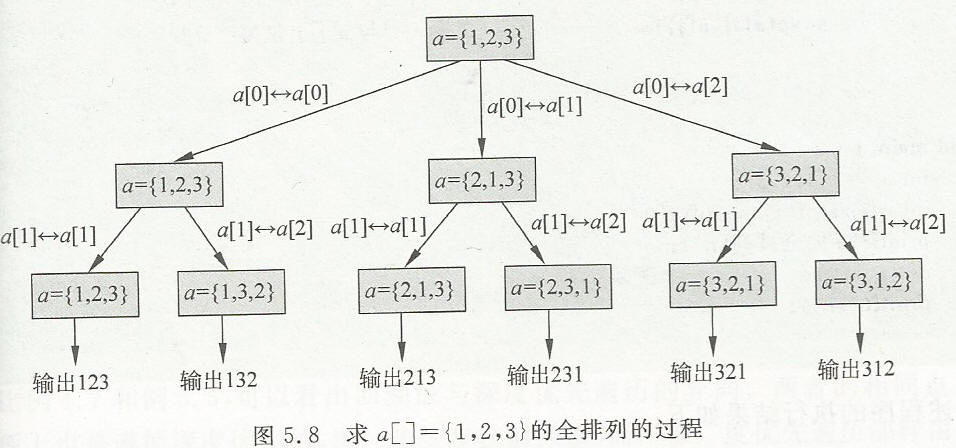 a={1,2,3}
a[0]↔a[0]
a[0]↔a[1]
a[0]↔a[2]
a={1,2,3}
a={2,1,3}
a={3,2,1}
a[1]↔a[1]
a[1]↔a[2]
a[1]↔a[1]
a[1]↔a[2]
a[1]↔a[1]
a[1]↔a[2]
a={1,2,3}
a={1,3,2}
a={2,1,3}
a={2,3,1}
a={3,2,1}
a={3,1,2}
输出123
输出132
输出213
输出231
输出321
输出312
图 5.8 求 a[]={1,2,3}的全排列的过程